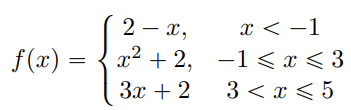 2 − x, x < −1
f(x) = { x² + 2, −1 ⩽ x ⩽ 3
3x + 2 3 < x ⩽ 5